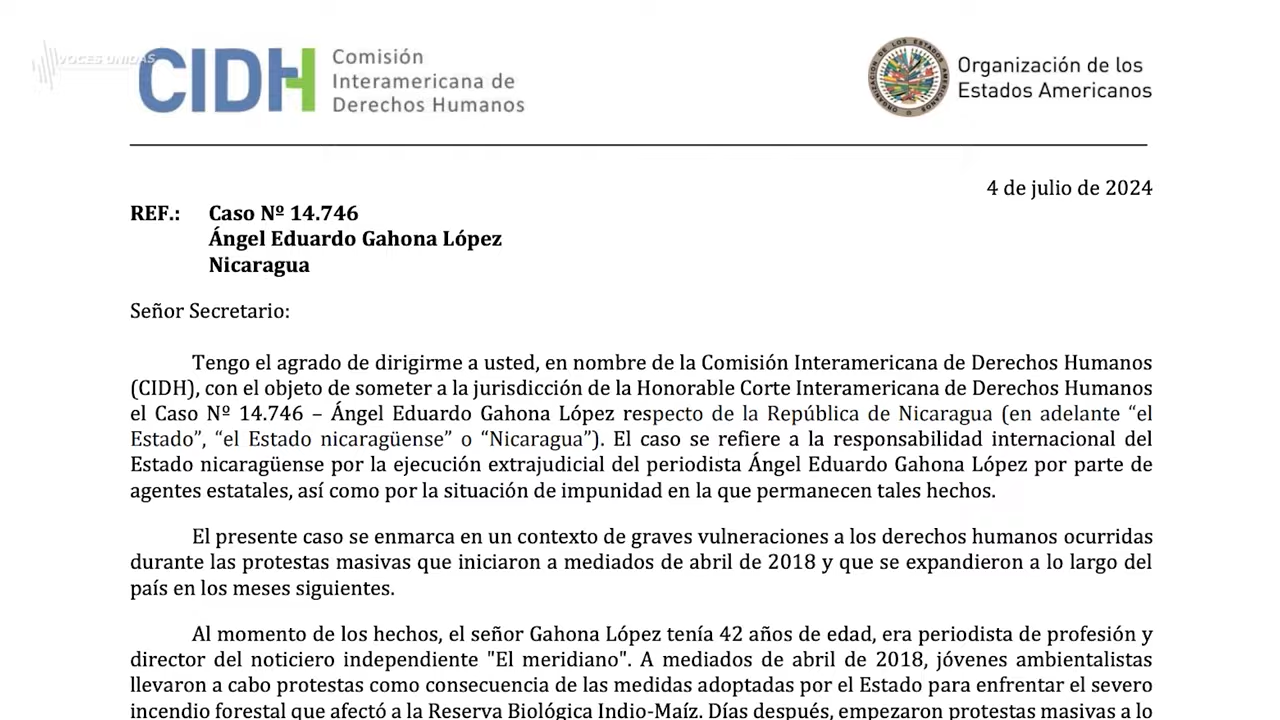 VOCES UNIDAS
CIDH
Comisión
Interamericana de
Derechos Humanos
ORGANIZACIÓN DE LOS ESTADOS AMERICANOS
Organización de los
Estados Americanos
4 de julio de 2024
REF.: Caso Nº 14.746
Ángel Eduardo Gahona López
Nicaragua
Señor Secretario:
Tengo el agrado de dirigirme a usted, en nombre de la Comisión Interamericana de Derechos Humanos
(CIDH), con el objeto de someter a la jurisdicción de la Honorable Corte Interamericana de Derechos Humanos
el Caso Nº 14.746 – Ángel Eduardo Gahona López respecto de la República de Nicaragua (en adelante “el
Estado”, “el Estado nicaragüense” o “Nicaragua”). El caso se refiere a la responsabilidad internacional del
Estado nicaragüense por la ejecución extrajudicial del periodista Ángel Eduardo Gahona López por parte de
agentes estatales, así como por la situación de impunidad en la que permanecen tales hechos.
El presente caso se enmarca en un contexto de graves vulneraciones a los derechos humanos ocurridas
durante las protestas masivas que iniciaron a mediados de abril de 2018 y que se expandieron a lo largo del
país en los meses siguientes.
Al momento de los hechos, el señor Gahona López tenía 42 años de edad, era periodista de profesión y
director del noticiero independiente "El meridiano". A mediados de abril de 2018, jóvenes ambientalistas
llevaron a cabo protestas como consecuencia de las medidas adoptadas por el Estado para enfrentar el severo
incendio forestal que afectó a la Reserva Biológica Indio-Maíz. Días después, empezaron protestas masivas a lo